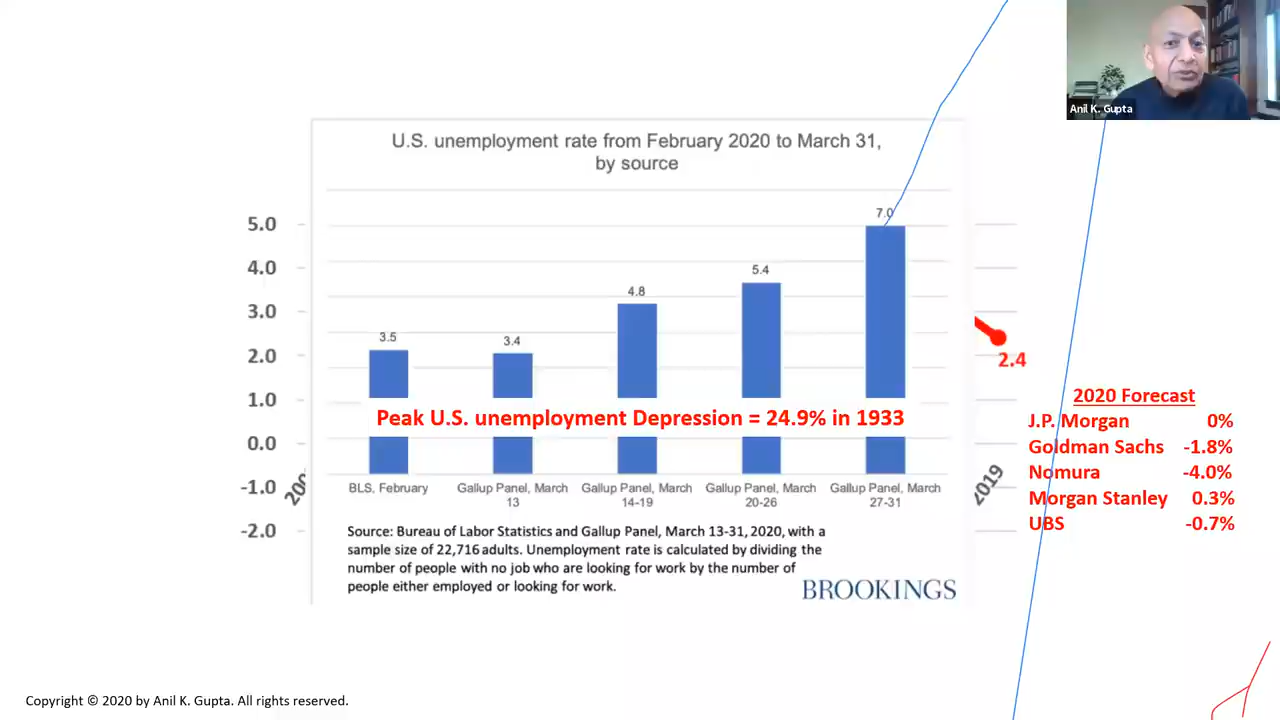 Anil K. Gupta
U.S. unemployment rate from February 2020 to March 31,
by source
5.0
4.0
3.0
2.0
1.0
0.0
-1.0
-2.0
3.5
3.4
4.8
5.4
7.0
2.4
Peak U.S. unemployment Depression = 24.9% in 1933
BLS, February
Gallup Panel, March
13
Gallup Panel, March
14-19
Gallup Panel, March
20-26
Gallup Panel, March
27-31
2019
Source: Bureau of Labor Statistics and Gallup Panel, March 13-31, 2020, with a
sample size of 22,716 adults. Unemployment rate is calculated by dividing the
number of people with no job who are looking for work by the number of
people either employed or looking for work.
BROOKINGS
2020 Forecast
J.P. Morgan 0%
Goldman Sachs -1.8%
Nomura -4.0%
Morgan Stanley 0.3%
UBS -0.7%
Copyright © 2020 by Anil K. Gupta. All rights reserved.